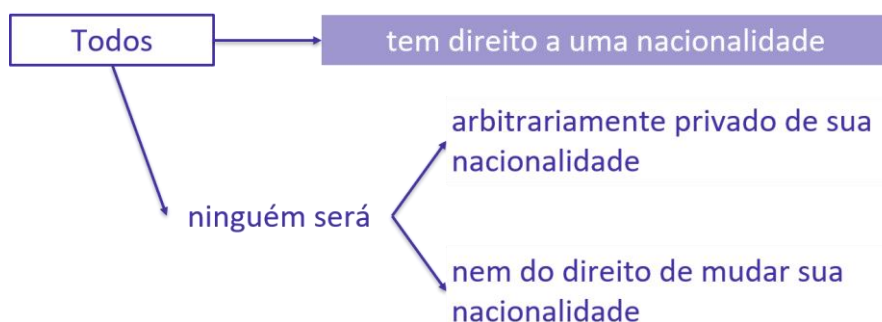 Todos
tem direito a uma nacionalidade
arbitrariamente privado de sua
nacionalidade
ninguém será
nem do direito de mudar sua
nacionalidade